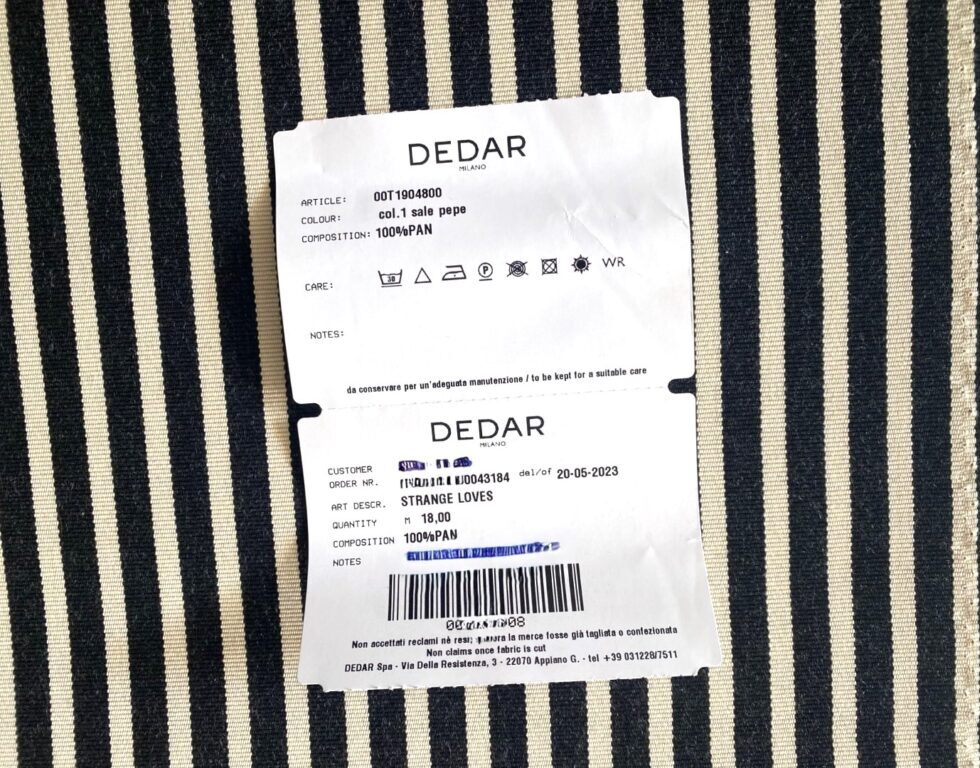 DEDAR
MILANO
ARTICLE: 00T1904800
COLOUR: col.1 sale pepe
COMPOSITION: 100%PAN
CARE: 30 P WR
NOTES:
da conservare per un'adeguata manutenzione / to be kept for a suitable care
DEDAR
MILANO
CUSTOMER
ORDER NR. 0043184 del/of 20-05-2023
ART DESCR. STRANGE LOVES
QUANTITY M 18,00
COMPOSITION 100%PAN
NOTES
00 08
Non accettati reclami nè resi, la merce fosse già tagliata o confezionata
Non claims once fabric is cut
DEDAR Spa - Via Della Resistenza, 3 - 22070 Appiano G. - tel +39 031228/7511